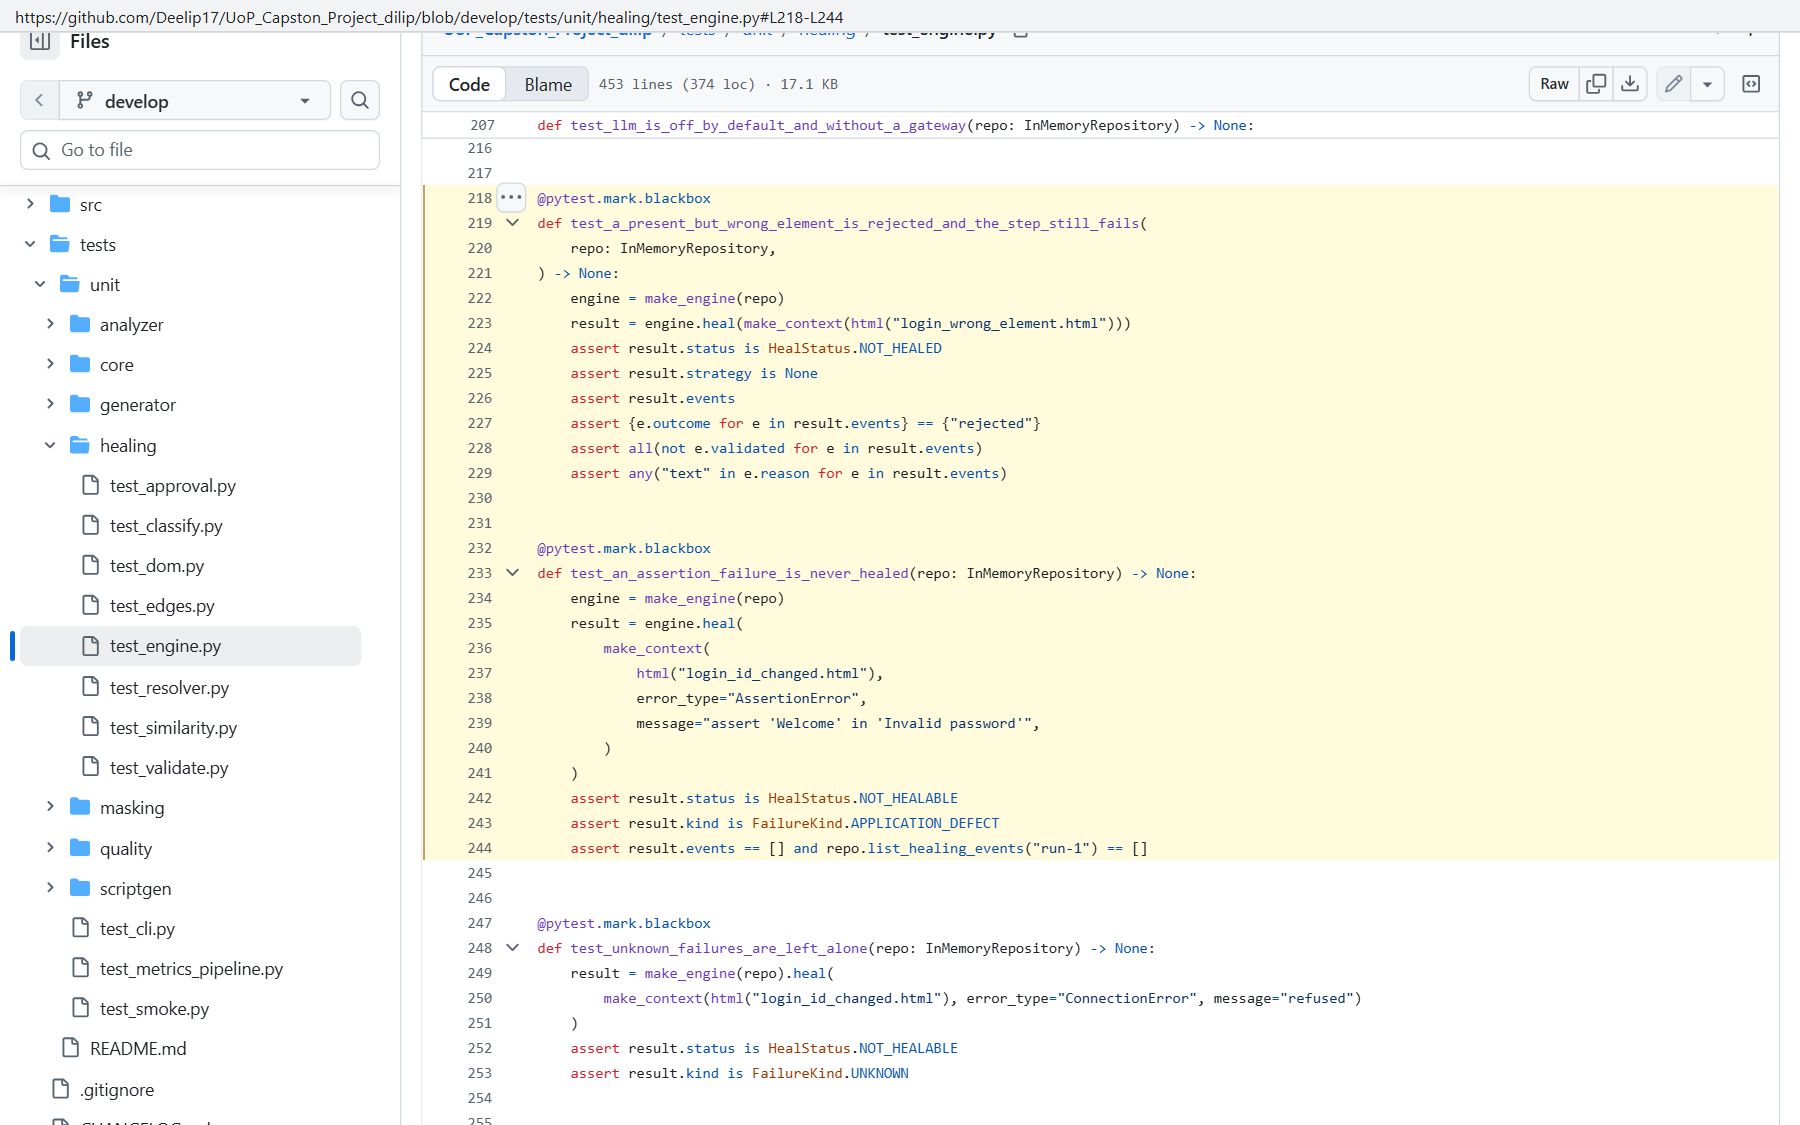 https://github.com/Deelip17/UoP_Capston_Project_dilip/blob/develop/tests/unit/healing/test_engine.py#L218-L244
Files
UoP_Capston_Project_dilip / tests / unit / healing / test_engine.py
develop
Go to file
src
tests
unit
analyzer
core
generator
healing
test_approval.py
test_classify.py
test_dom.py
test_edges.py
test_engine.py
test_resolver.py
test_similarity.py
test_validate.py
masking
quality
scriptgen
test_cli.py
test_metrics_pipeline.py
test_smoke.py
README.md
.gitignore
Code Blame 453 lines (374 loc) · 17.1 KB Raw
207 def test_llm_is_off_by_default_and_without_a_gateway(repo: InMemoryRepository) -> None:
216
217
218 @pytest.mark.blackbox
219 def test_a_present_but_wrong_element_is_rejected_and_the_step_still_fails(
220     repo: InMemoryRepository,
221 ) -> None:
222     engine = make_engine(repo)
223     result = engine.heal(make_context(html("login_wrong_element.html")))
224     assert result.status is HealStatus.NOT_HEALED
225     assert result.strategy is None
226     assert result.events
227     assert {e.outcome for e in result.events} == {"rejected"}
228     assert all(not e.validated for e in result.events)
229     assert any("text" in e.reason for e in result.events)
230
231
232 @pytest.mark.blackbox
233 def test_an_assertion_failure_is_never_healed(repo: InMemoryRepository) -> None:
234     engine = make_engine(repo)
235     result = engine.heal(
236         make_context(
237             html("login_id_changed.html"),
238             error_type="AssertionError",
239             message="assert 'Welcome' in 'Invalid password'",
240         )
241     )
242     assert result.status is HealStatus.NOT_HEALABLE
243     assert result.kind is FailureKind.APPLICATION_DEFECT
244     assert result.events == [] and repo.list_healing_events("run-1") == []
245
246
247 @pytest.mark.blackbox
248 def test_unknown_failures_are_left_alone(repo: InMemoryRepository) -> None:
249     result = make_engine(repo).heal(
250         make_context(html("login_id_changed.html"), error_type="ConnectionError", message="refused")
251     )
252     assert result.status is HealStatus.NOT_HEALABLE
253     assert result.kind is FailureKind.UNKNOWN
254
255